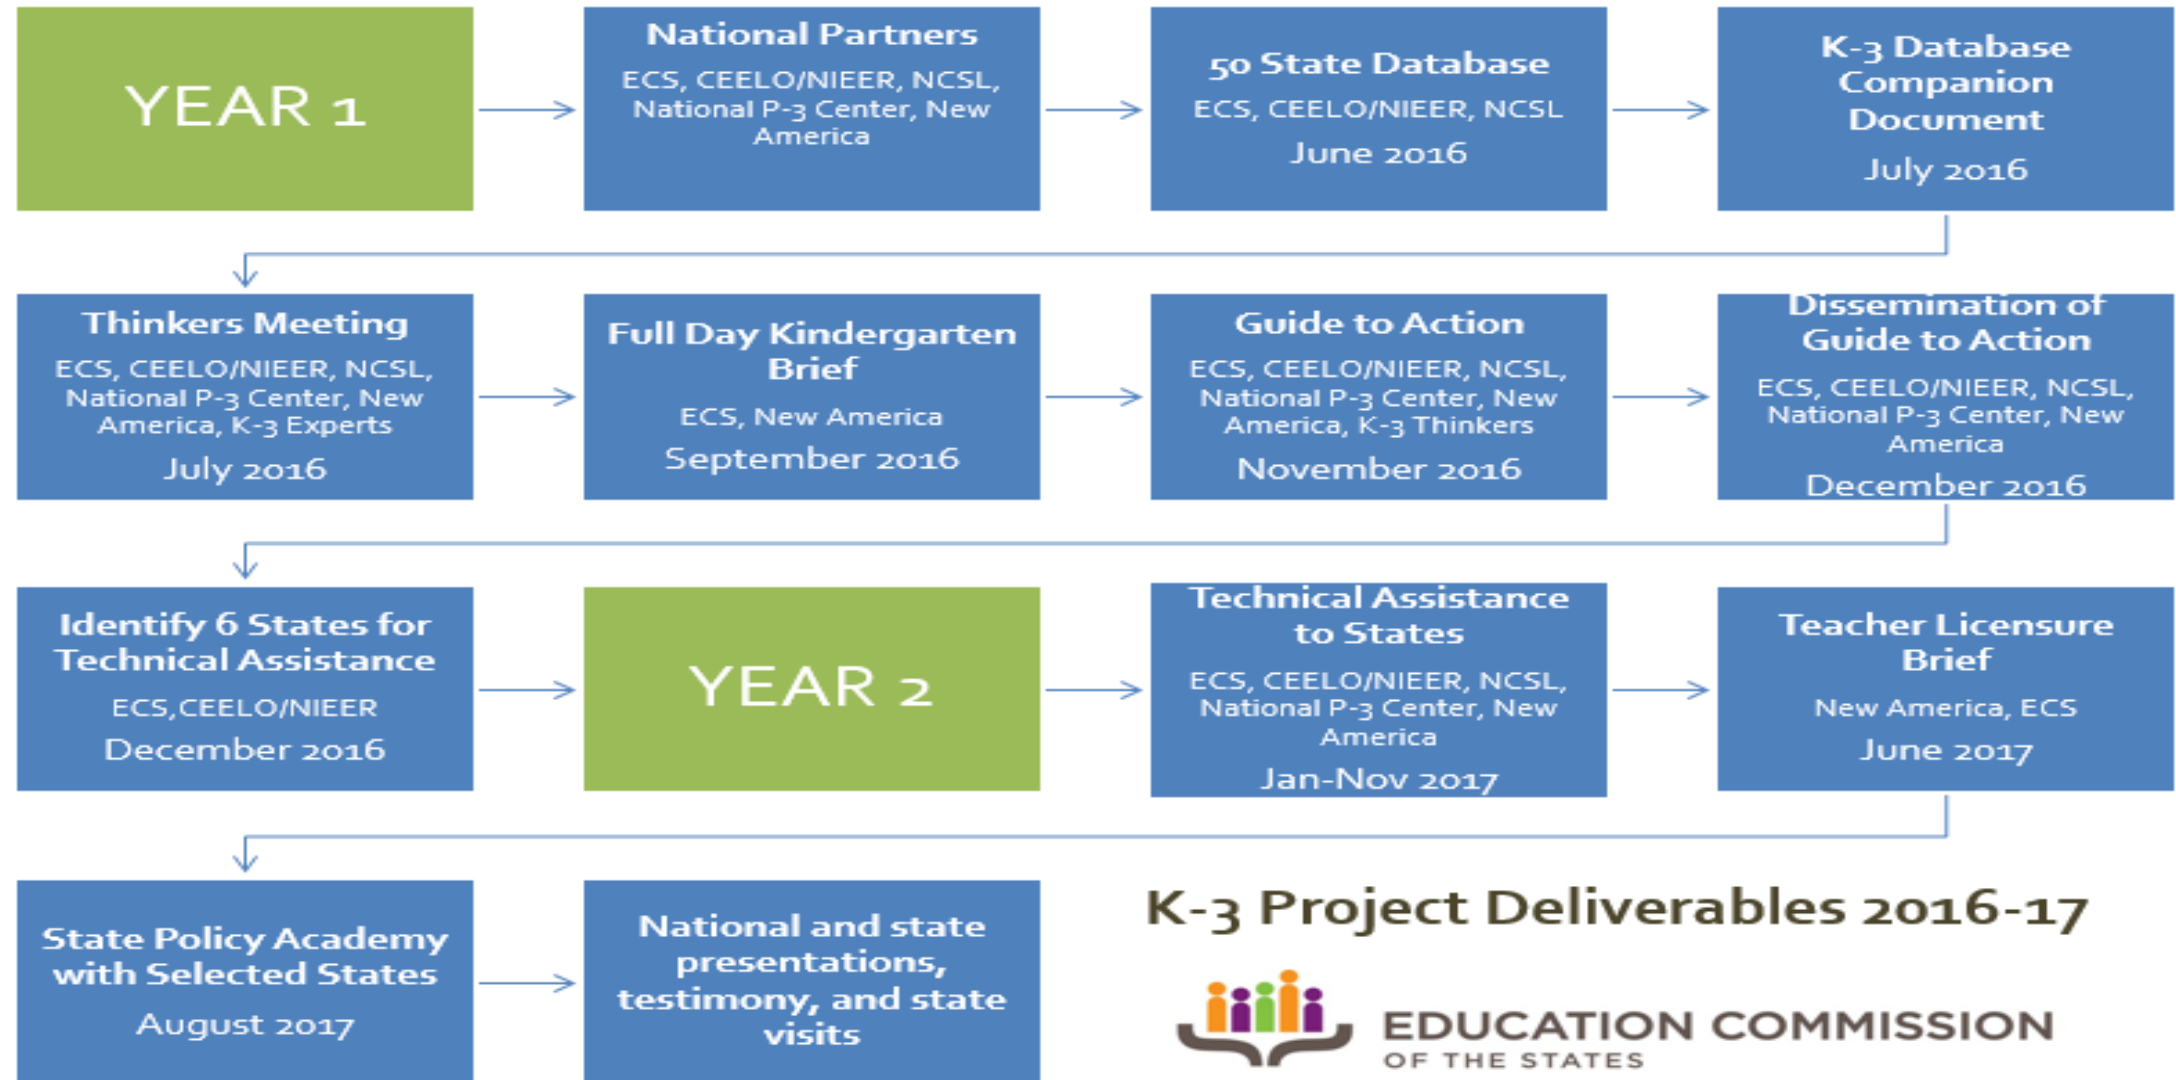 YEAR 1
National Partners
ECS, CEELO/NIEER, NCSL,
National P-3 Center, New
America
50 State Database
ECS, CEELO/NIEER, NCSL
June 2016
K-3 Database
Companion
Document
July 2016
Thinkers Meeting
ECS, CEELO/NIEER, NCSL,
National P-3 Center, New
America, K-3 Experts
July 2016
Full Day Kindergarten
Brief
ECS, New America
September 2016
Guide to Action
ECS, CEELO/NIEER, NCSL,
National P-3 Center, New
America, K-3 Thinkers
November 2016
Dissemination of
Guide to Action
ECS, CEELO/NIEER, NCSL,
National P-3 Center, New
America
December 2016
Identify 6 States for
Technical Assistance
ECS,CEELO/NIEER
December 2016
YEAR 2
Technical Assistance
to States
ECS, CEELO/NIEER, NCSL,
National P-3 Center, New
America
Jan-Nov 2017
Teacher Licensure
Brief
New America, ECS
June 2017
State Policy Academy
with Selected States
August 2017
National and state
presentations,
testimony, and state
visits
K-3 Project Deliverables 2016-17
EDUCATION COMMISSION
OF THE STATES